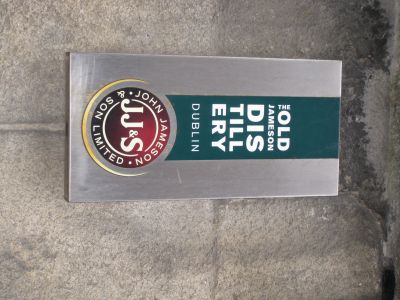 THE
OLD
JAMESON
DIS
TILL
ERY
DUBLIN
· JOHN JAMESON ·
JJ&S
& SON LIMITED